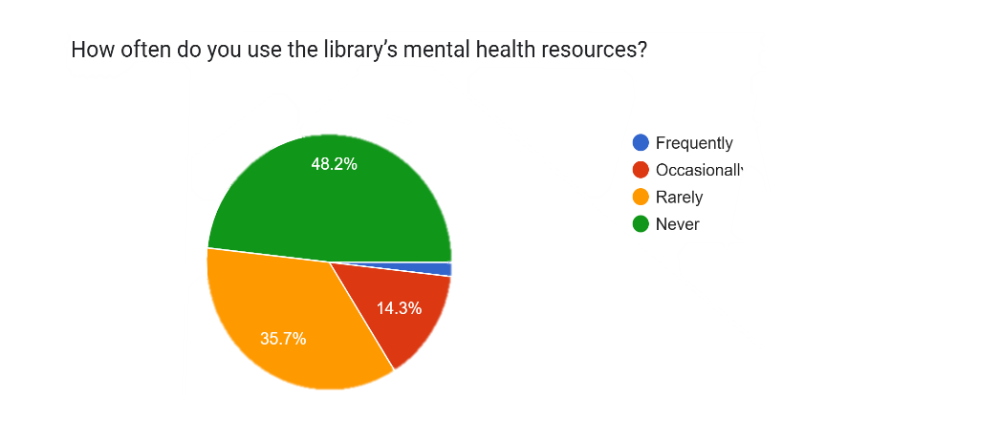 How often do you use the library's mental health resources?
48.2%
14.3%
35.7%
Frequently
Occasionally
Rarely
Never